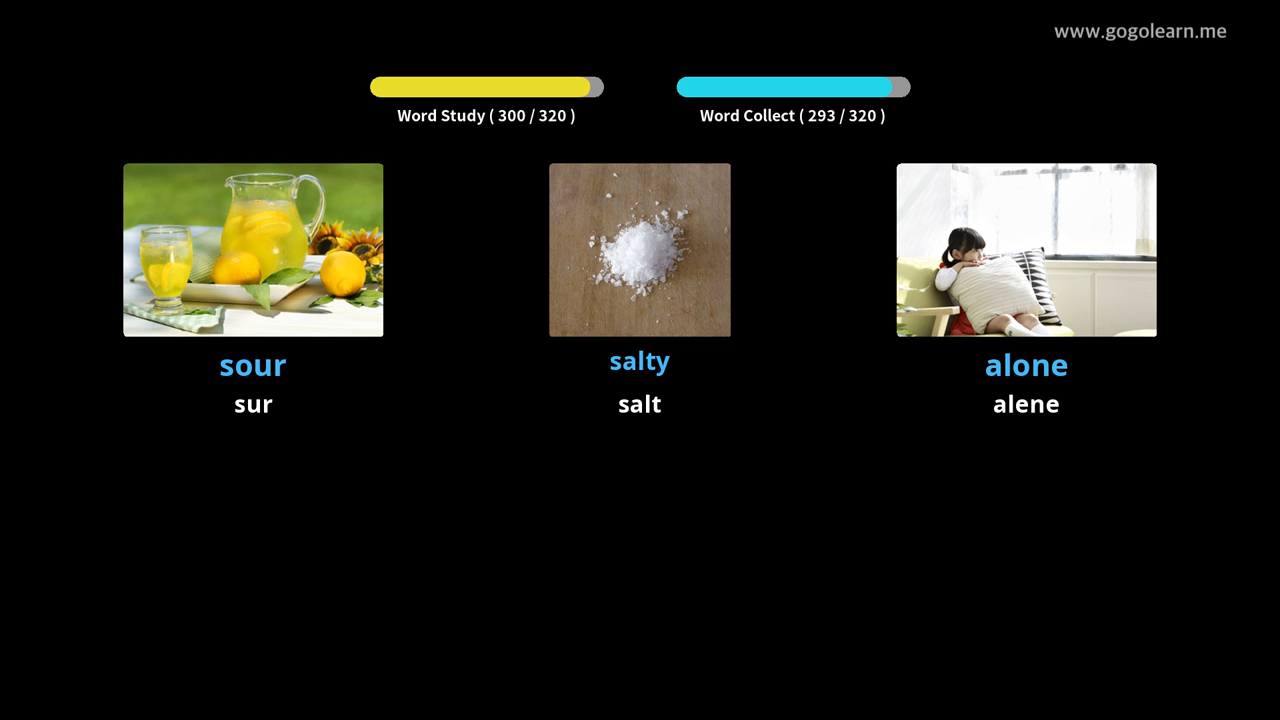 www.gogolearn.me
Word Study ( 300 / 320 )
Word Collect ( 293 / 320 )
sour
salty
alone
sur
salt
alene